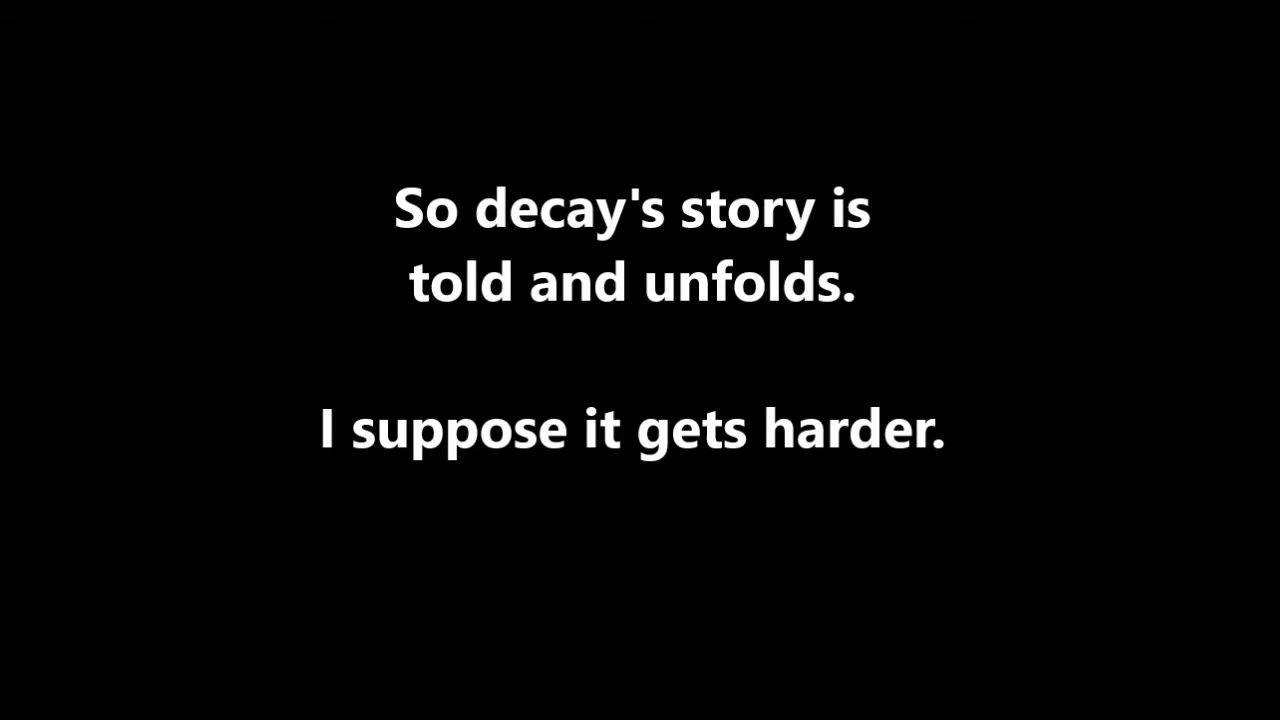 So decay's story is
told and unfolds.
I suppose it gets harder.